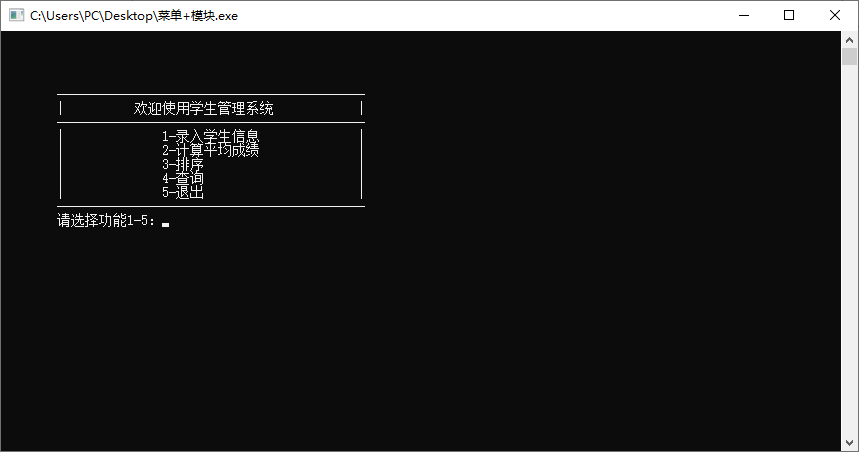 C:\Users\PC\Desktop\菜单+模块.exe
欢迎使用学生管理系统
1-录入学生信息
2-计算平均成绩
3-排序
4-查询
5-退出
请选择功能1-5: